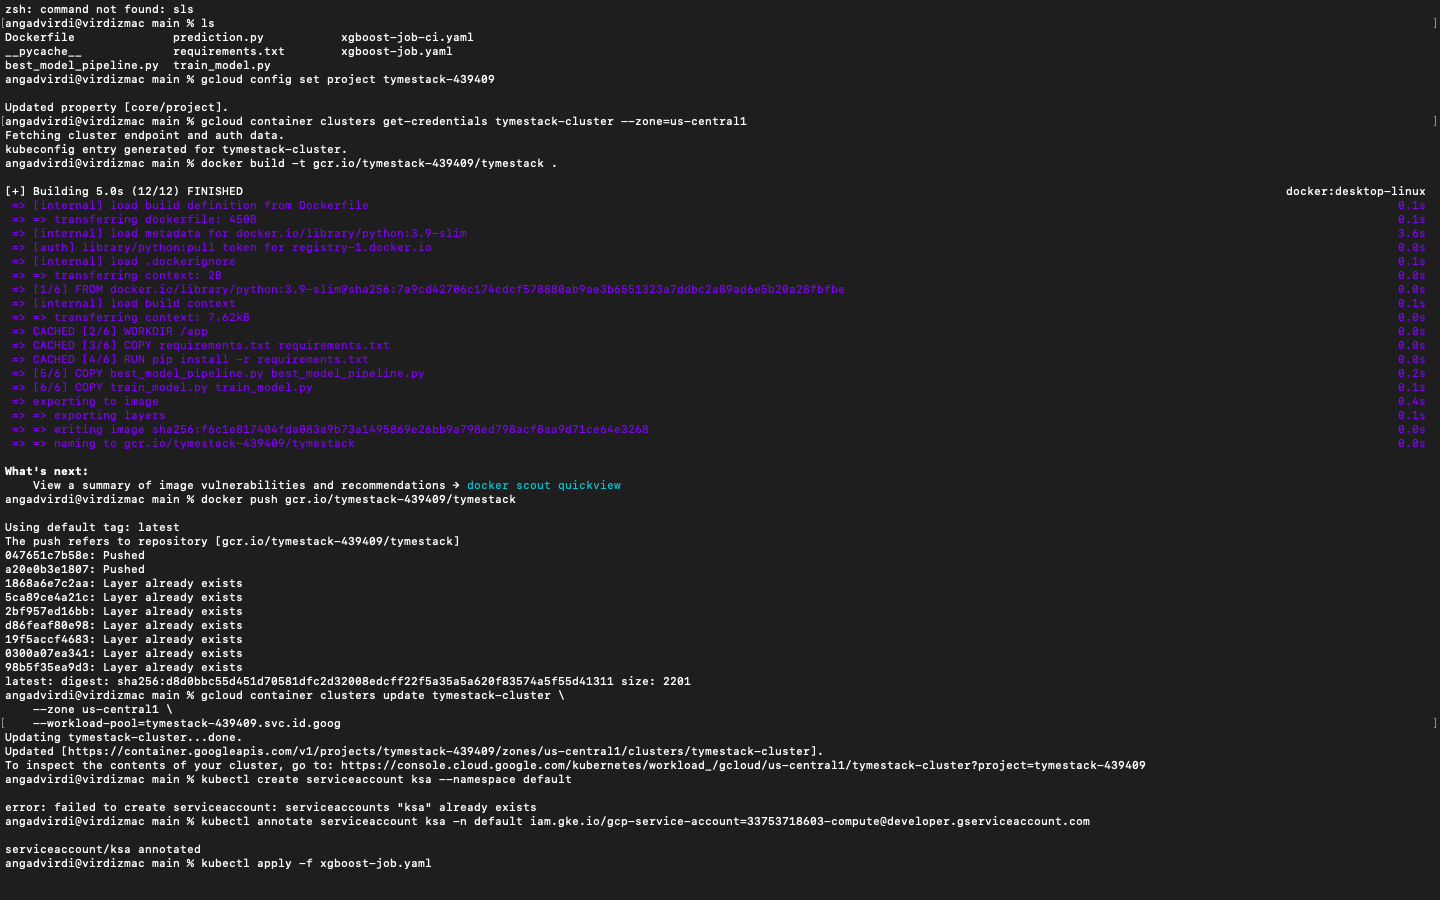 zsh: command not found: sls
[angadvirdi@virdizmac main % ls ]
Dockerfile prediction.py xgboost-job-ci.yaml
__pycache__ requirements.txt xgboost-job.yaml
best_model_pipeline.py train_model.py
angadvirdi@virdizmac main % gcloud config set project tymestack-439409
Updated property [core/project].
[angadvirdi@virdizmac main % gcloud container clusters get-credentials tymestack-cluster --zone=us-central1 ]
Fetching cluster endpoint and auth data.
kubeconfig entry generated for tymestack-cluster.
angadvirdi@virdizmac main % docker build -t gcr.io/tymestack-439409/tymestack .
[+] Building 5.0s (12/12) FINISHED docker:desktop-linux
=> [internal] load build definition from Dockerfile 0.1s
=> => transferring dockerfile: 450B 0.1s
=> [internal] load metadata for docker.io/library/python:3.9-slim 3.6s
=> [auth] library/python:pull token for registry-1.docker.io 0.0s
=> [internal] load .dockerignore 0.1s
=> => transferring context: 2B 0.0s
=> [1/6] FROM docker.io/library/python:3.9-slim@sha256:7a9cd42706c174cdcf578880ab9ae3b6551323a7ddbc2a89ad6e5b20a28fbfbe 0.0s
=> [internal] load build context 0.1s
=> => transferring context: 7.62kB 0.0s
=> CACHED [2/6] WORKDIR /app 0.0s
=> CACHED [3/6] COPY requirements.txt requirements.txt 0.0s
=> CACHED [4/6] RUN pip install -r requirements.txt 0.0s
=> [5/6] COPY best_model_pipeline.py best_model_pipeline.py 0.2s
=> [6/6] COPY train_model.py train_model.py 0.1s
=> exporting to image 0.4s
=> => exporting layers 0.1s
=> => writing image sha256:f6c1e817404fda083a9b73a1495869e26bb9a798ed798acf8aa9d71ce64e3268 0.0s
=> => naming to gcr.io/tymestack-439409/tymestack 0.0s
What's next:
View a summary of image vulnerabilities and recommendations → docker scout quickview
angadvirdi@virdizmac main % docker push gcr.io/tymestack-439409/tymestack
Using default tag: latest
The push refers to repository [gcr.io/tymestack-439409/tymestack]
047651c7b58e: Pushed
a20e0b3e1807: Pushed
1868a6e7c2aa: Layer already exists
5ca89ce4a21c: Layer already exists
2bf957ed16bb: Layer already exists
d86feaf80e98: Layer already exists
19f5accf4683: Layer already exists
0300a07ea341: Layer already exists
98b5f35ea9d3: Layer already exists
latest: digest: sha256:d8d0bbc55d451d70581dfc2d32008edcff22f5a35a5a620f83574a5f55d41311 size: 2201
angadvirdi@virdizmac main % gcloud container clusters update tymestack-cluster \
--zone us-central1 \
[ --workload-pool=tymestack-439409.svc.id.goog ]
Updating tymestack-cluster...done.
Updated [https://container.googleapis.com/v1/projects/tymestack-439409/zones/us-central1/clusters/tymestack-cluster].
To inspect the contents of your cluster, go to: https://console.cloud.google.com/kubernetes/workload_/gcloud/us-central1/tymestack-cluster?project=tymestack-439409
angadvirdi@virdizmac main % kubectl create serviceaccount ksa --namespace default
error: failed to create serviceaccount: serviceaccounts "ksa" already exists
angadvirdi@virdizmac main % kubectl annotate serviceaccount ksa -n default iam.gke.io/gcp-service-account=33753718603-compute@developer.gserviceaccount.com
serviceaccount/ksa annotated
angadvirdi@virdizmac main % kubectl apply -f xgboost-job.yaml